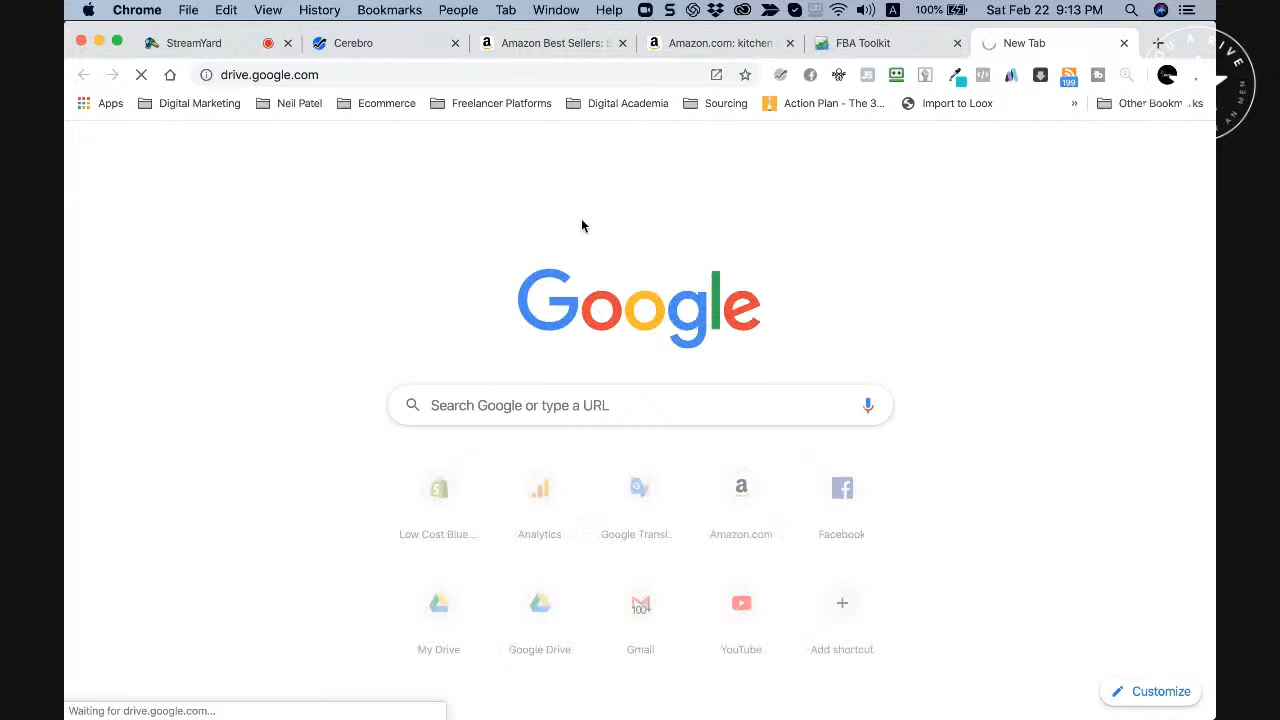 Chrome File Edit View History Bookmarks People Tab Window Help A 100% Sat Feb 22 9:13 PM
StreamYard Cerebro Amazon Best Sellers: Amazon.com: kitchen FBA Toolkit New Tab
drive.google.com JS 199
Apps Digital Marketing Neil Patel Ecommerce Freelancer Platforms Digital Academia Sourcing Action Plan - The 3... Import to Loox » Other Bookm
Google
Search Google or type a URL
Low Cost Blue... Analytics Google Transl.. Amazon.com Facebook
100+
My Drive Google Drive Gmail YouTube Add shortcut
Customize
Waiting for drive.google.com...